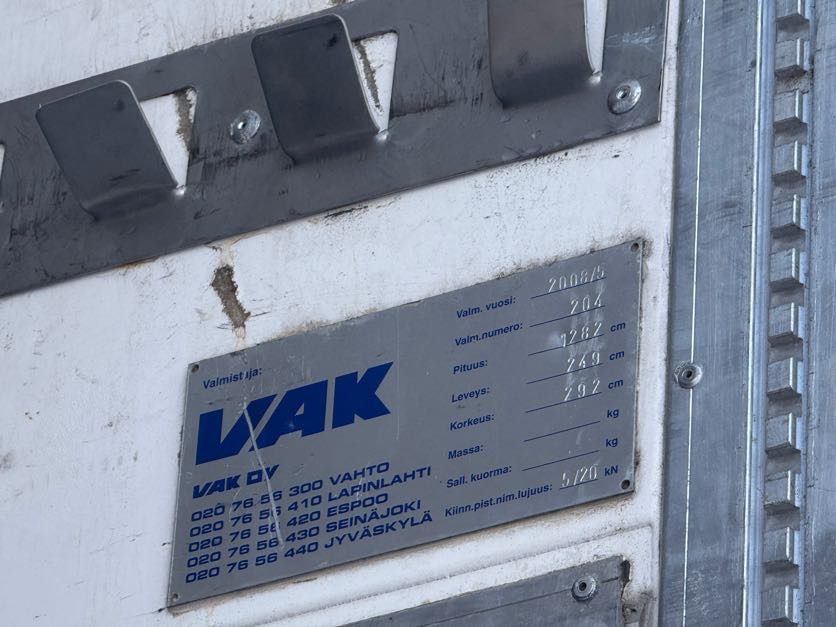 Valmistaja:
VAK
VAK OY
020 76 56 300 VAHTO
020 76 56 410 LAPINLAHTI
020 76 56 420 ESPOO
020 76 56 430 SEINÄJOKI
020 76 56 440 JYVÄSKYLÄ
Valm. vuosi: 2008/5
Valm.numero: 204
Pituus: 1282 cm
Leveys: 249 cm
Korkeus: 292 cm
Massa: kg
Sall. kuorma: kg
Kiinn.pist.nim.lujuus: 5/20 kN